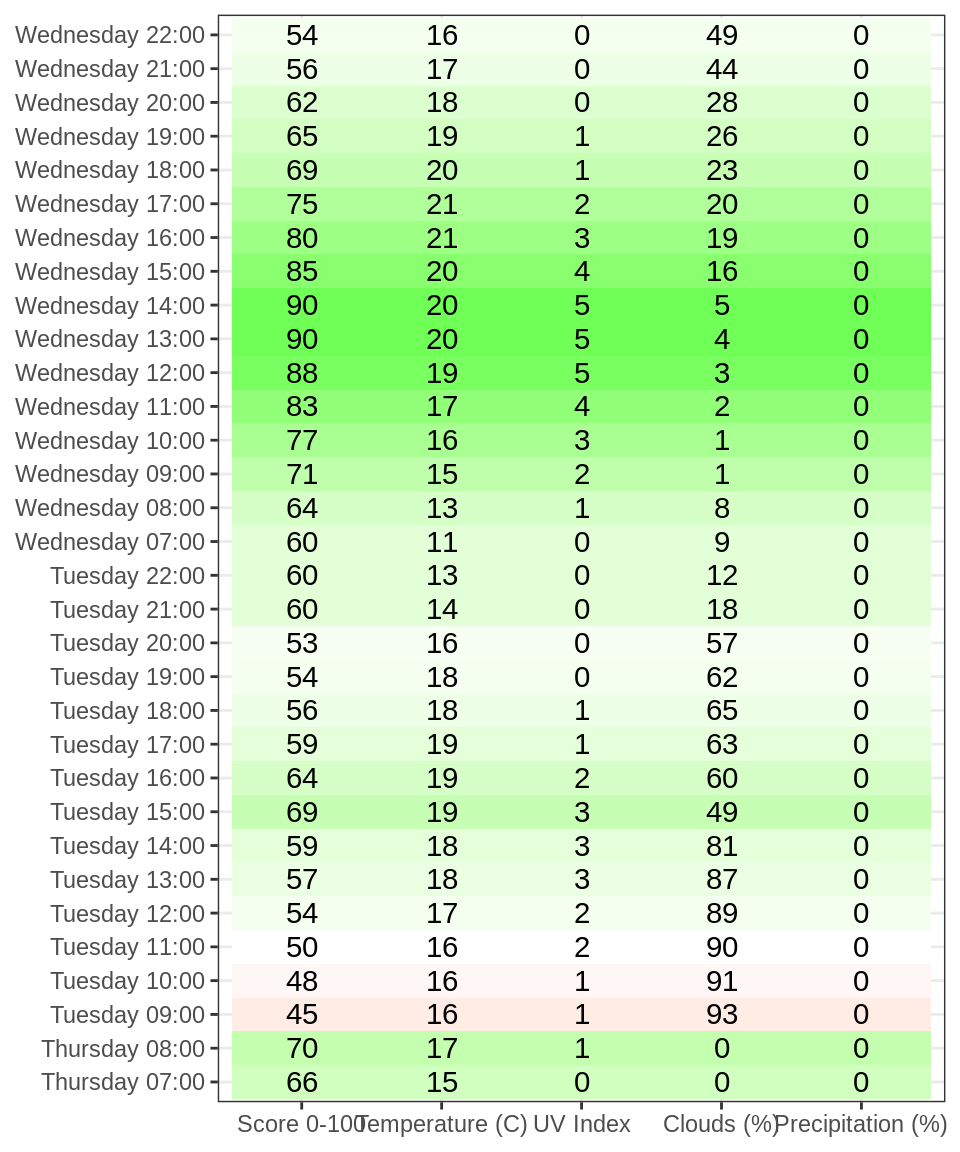 Wednesday 22:00 54 16 0 49 0
Wednesday 21:00 56 17 0 44 0
Wednesday 20:00 62 18 0 28 0
Wednesday 19:00 65 19 1 26 0
Wednesday 18:00 69 20 1 23 0
Wednesday 17:00 75 21 2 20 0
Wednesday 16:00 80 21 3 19 0
Wednesday 15:00 85 20 4 16 0
Wednesday 14:00 90 20 5 5 0
Wednesday 13:00 90 20 5 4 0
Wednesday 12:00 88 19 5 3 0
Wednesday 11:00 83 17 4 2 0
Wednesday 10:00 77 16 3 1 0
Wednesday 09:00 71 15 2 1 0
Wednesday 08:00 64 13 1 8 0
Wednesday 07:00 60 11 0 9 0
Tuesday 22:00 60 13 0 12 0
Tuesday 21:00 60 14 0 18 0
Tuesday 20:00 53 16 0 57 0
Tuesday 19:00 54 18 0 62 0
Tuesday 18:00 56 18 1 65 0
Tuesday 17:00 59 19 1 63 0
Tuesday 16:00 64 19 2 60 0
Tuesday 15:00 69 19 3 49 0
Tuesday 14:00 59 18 3 81 0
Tuesday 13:00 57 18 3 87 0
Tuesday 12:00 54 17 2 89 0
Tuesday 11:00 50 16 2 90 0
Tuesday 10:00 48 16 1 91 0
Tuesday 09:00 45 16 1 93 0
Thursday 08:00 70 17 1 0 0
Thursday 07:00 66 15 0 0 0
Score 0-100 Temperature (C) UV Index Clouds (%) Precipitation (%)